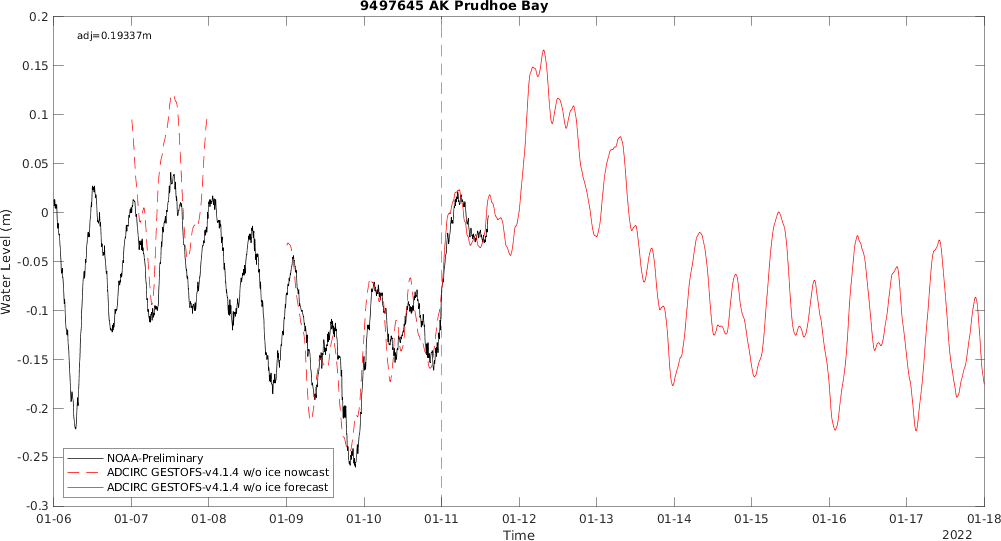 9497645 AK Prudhoe Bay
adj=0.19337m
0.2
0.15
0.1
0.05
0
-0.05
-0.1
-0.15
-0.2
-0.25
-0.3
Water Level (m)
NOAA-Preliminary
ADCIRC GESTOFS-v4.1.4 w/o ice nowcast
ADCIRC GESTOFS-v4.1.4 w/o ice forecast
01-06 01-07 01-08 01-09 01-10 01-11 01-12 01-13 01-14 01-15 01-16 01-17 01-18
Time
2022